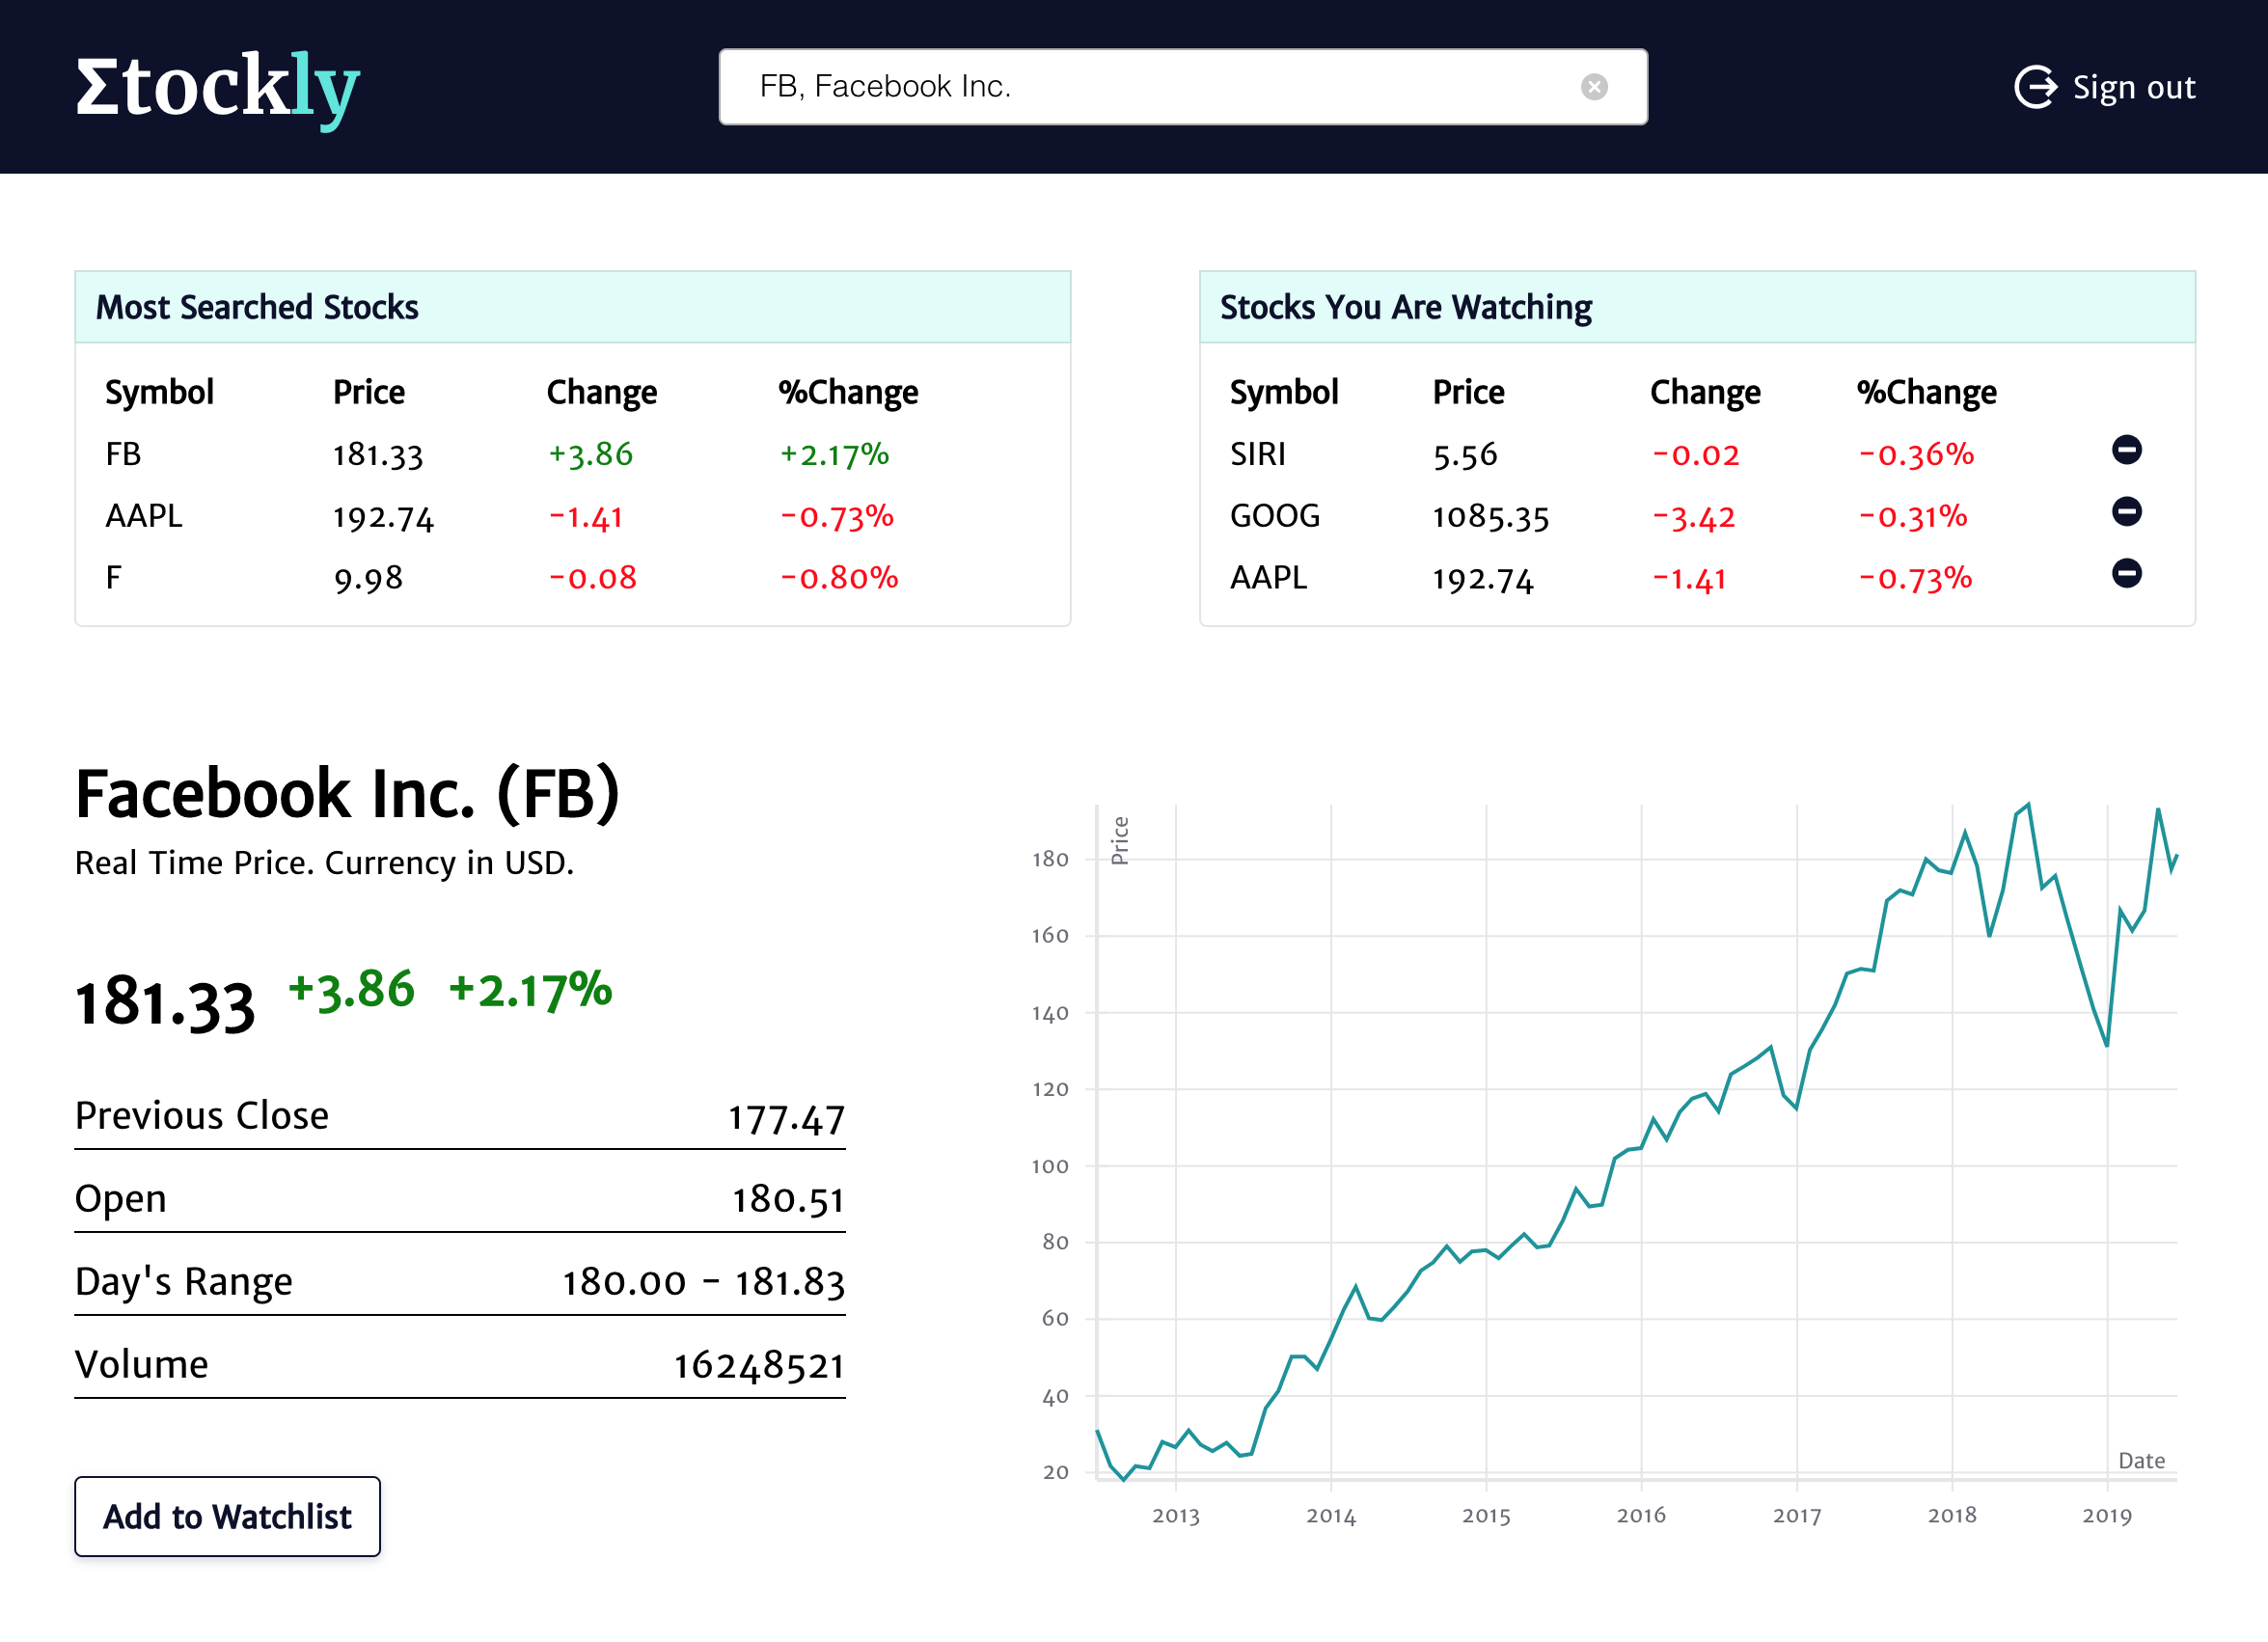 Σtockly
FB, Facebook Inc.
Sign out
Most Searched Stocks
Symbol Price Change %Change
FB 181.33 +3.86 +2.17%
AAPL 192.74 -1.41 -0.73%
F 9.98 -0.08 -0.80%
Stocks You Are Watching
Symbol Price Change %Change
SIRI 5.56 -0.02 -0.36%
GOOG 1085.35 -3.42 -0.31%
AAPL 192.74 -1.41 -0.73%
Facebook Inc. (FB)
Real Time Price. Currency in USD.
181.33 +3.86 +2.17%
Previous Close 177.47
Open 180.51
Day's Range 180.00 - 181.83
Volume 16248521
Add to Watchlist
Price
180
160
140
120
100
80
60
40
20
Date
2013 2014 2015 2016 2017 2018 2019